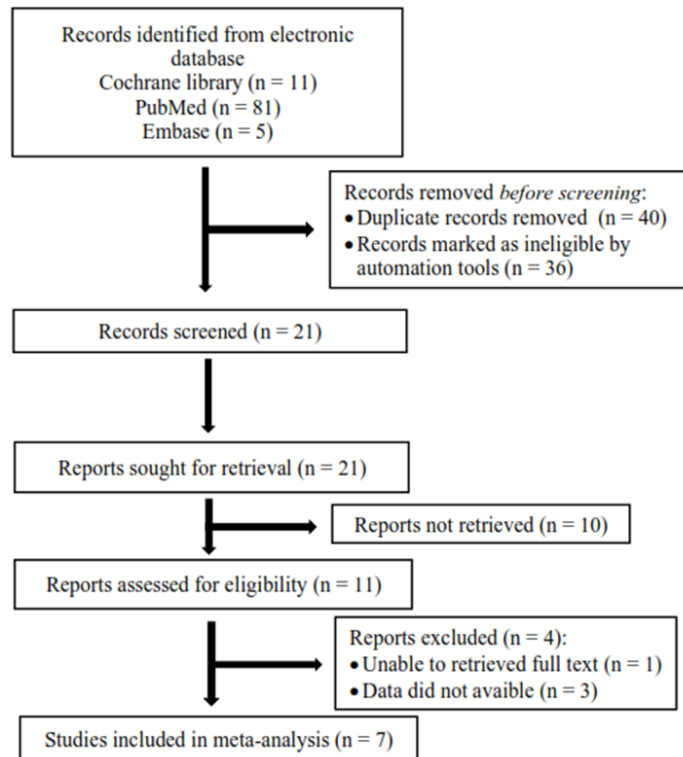 Records identified from electronic
database
Cochrane library (n = 11)
PubMed (n = 81)
Embase (n = 5)
Records removed before screening:
•Duplicate records removed (n = 40)
•Records marked as ineligible by
automation tools (n = 36)
Records screened (n = 21)
Reports sought for retrieval (n = 21)
Reports not retrieved (n = 10)
Reports assessed for eligibility (n = 11)
Reports excluded (n = 4):
•Unable to retrieved full text (n = 1)
•Data did not avaible (n = 3)
Studies included in meta-analysis (n = 7)